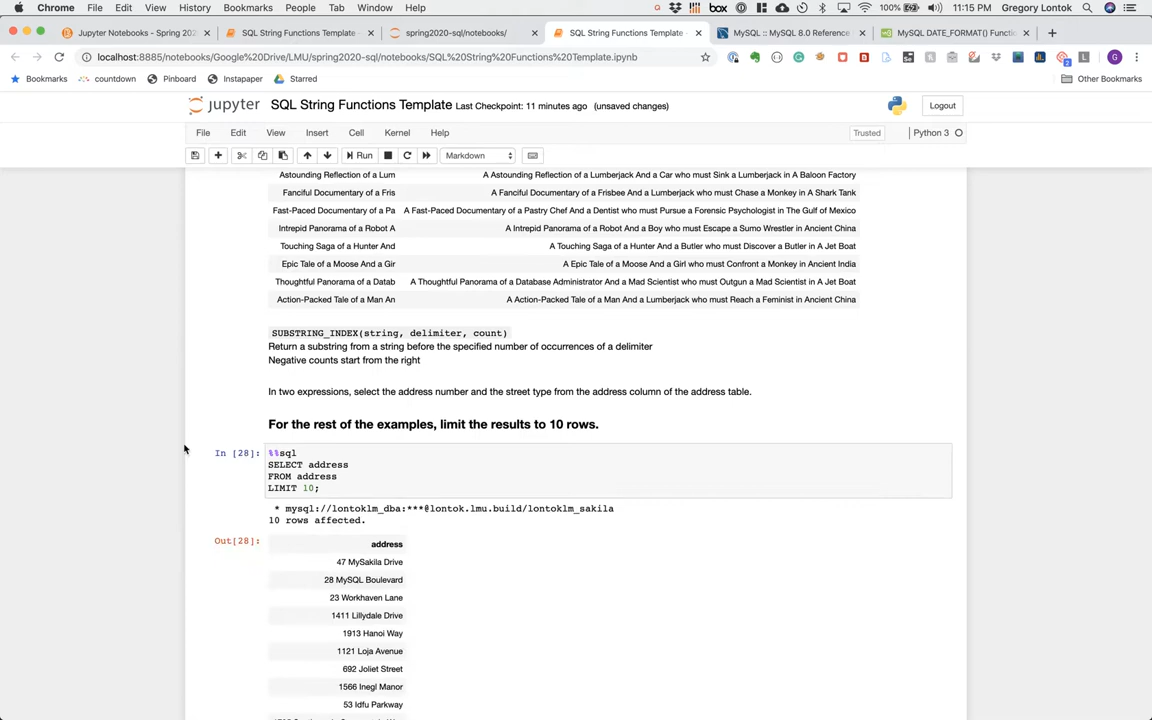 Chrome File Edit View History Bookmarks People Tab Window Help
box 100% 11:15 PM Gregory Lontok
Jupyter Notebooks - Spring 202 × SQL String Functions Template - × spring2020-sql/notebooks/ × SQL String Functions Template - × MySQL :: MySQL 8.0 Reference × MySQL DATE_FORMAT() Functi ×
localhost:8885/notebooks/Google%20Drive/LMU/spring2020-sql/notebooks/SQL%20String%20Functions%20Template.ipynb
Bookmarks countdown Pinboard Instapaper Starred Other Bookmarks
jupyter SQL String Functions Template Last Checkpoint: 11 minutes ago (unsaved changes) Logout
File Edit View Insert Cell Kernel Help Trusted Python 3
Run Markdown
Astounding Reflection of a Lum A Astounding Reflection of a Lumberjack And a Car who must Sink a Lumberjack in A Baloon Factory
Fanciful Documentary of a Fris A Fanciful Documentary of a Frisbee And a Lumberjack who must Chase a Monkey in A Shark Tank
Fast-Paced Documentary of a Pa A Fast-Paced Documentary of a Pastry Chef And a Dentist who must Pursue a Forensic Psychologist in The Gulf of Mexico
Intrepid Panorama of a Robot A A Intrepid Panorama of a Robot And a Boy who must Escape a Sumo Wrestler in Ancient China
Touching Saga of a Hunter And A Touching Saga of a Hunter And a Butler who must Discover a Butler in A Jet Boat
Epic Tale of a Moose And a Gir A Epic Tale of a Moose And a Girl who must Confront a Monkey in Ancient India
Thoughtful Panorama of a Datab A Thoughtful Panorama of a Database Administrator And a Mad Scientist who must Outgun a Mad Scientist in A Jet Boat
Action-Packed Tale of a Man An A Action-Packed Tale of a Man And a Lumberjack who must Reach a Feminist in Ancient China
SUBSTRING_INDEX(string, delimiter, count)
Return a substring from a string before the specified number of occurrences of a delimiter
Negative counts start from the right
In two expressions, select the address number and the street type from the address column of the address table.
For the rest of the examples, limit the results to 10 rows.
In [28]: %%sql
SELECT address
FROM address
LIMIT 10;
* mysql://lontoklm_dba:***@lontok.lmu.build/lontoklm_sakila
10 rows affected.
Out[28]: address
47 MySakila Drive
28 MySQL Boulevard
23 Workhaven Lane
1411 Lillydale Drive
1913 Hanoi Way
1121 Loja Avenue
692 Joliet Street
1566 Inegl Manor
53 Idfu Parkway